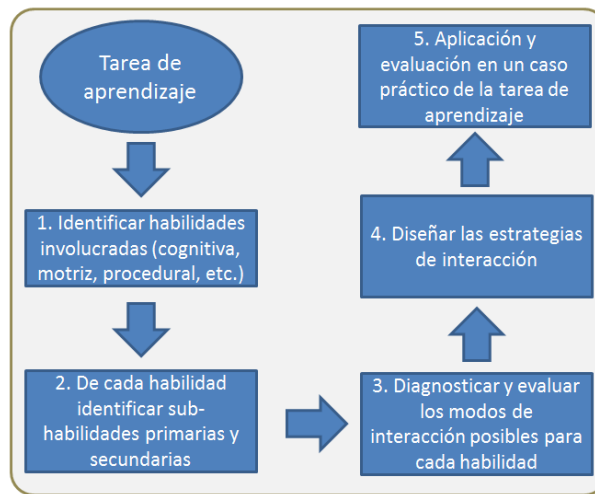 Tarea de
aprendizaje
1. Identificar habilidades
involucradas (cognitiva,
motriz, procedural, etc.)
2. De cada habilidad
identificar sub-
habilidades primarias y
secundarias
3. Diagnosticar y evaluar
los modos de
interacción posibles para
cada habilidad
4. Diseñar las estrategias
de interacción
5. Aplicación y
evaluación en un caso
práctico de la tarea de
aprendizaje